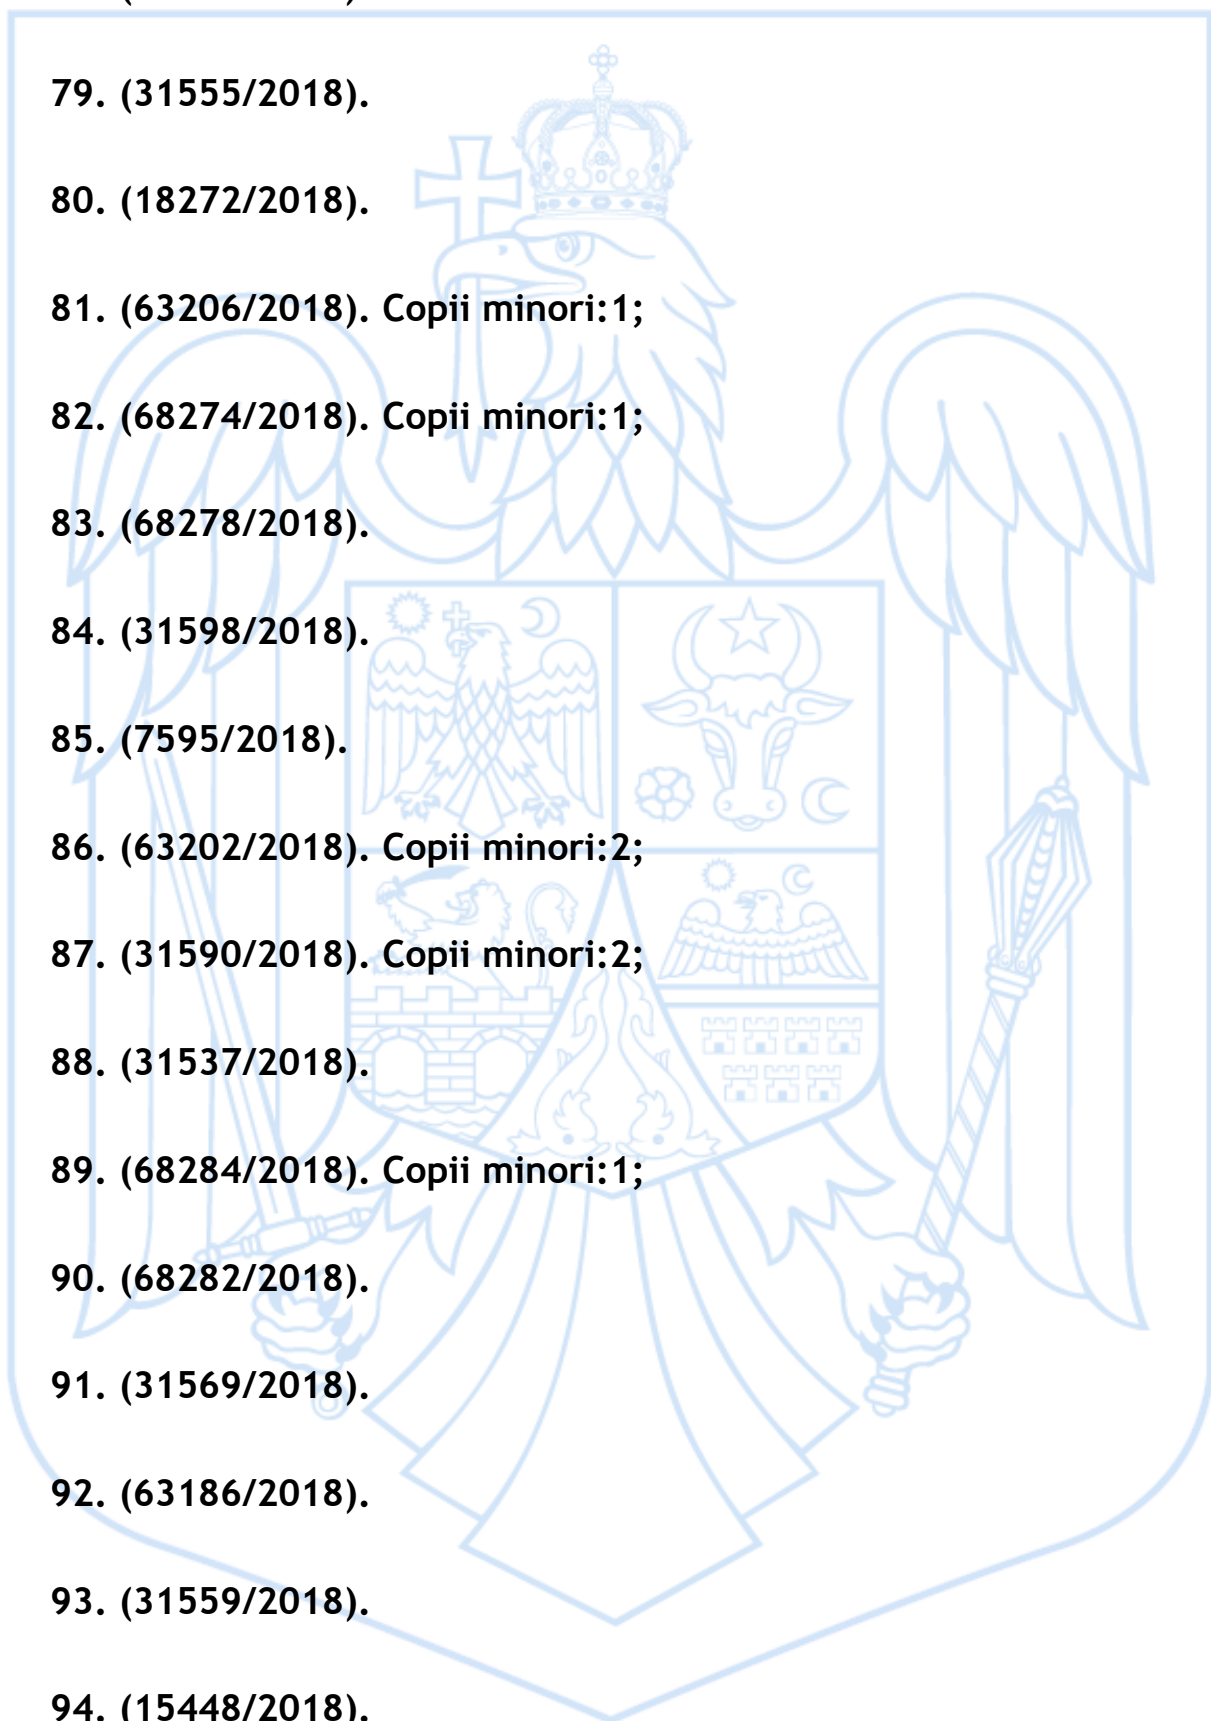 79. (31555/2018).
80. (18272/2018).
81. (63206/2018). Copii minori:1;
82. (68274/2018). Copii minori:1;
83. (68278/2018).
84. (31598/2018).
85. (7595/2018).
86. (63202/2018). Copii minori:2;
87. (31590/2018). Copii minori:2;
88. (31537/2018).
89. (68284/2018). Copii minori:1;
90. (68282/2018).
91. (31569/2018).
92. (63186/2018).
93. (31559/2018).
94. (15448/2018).